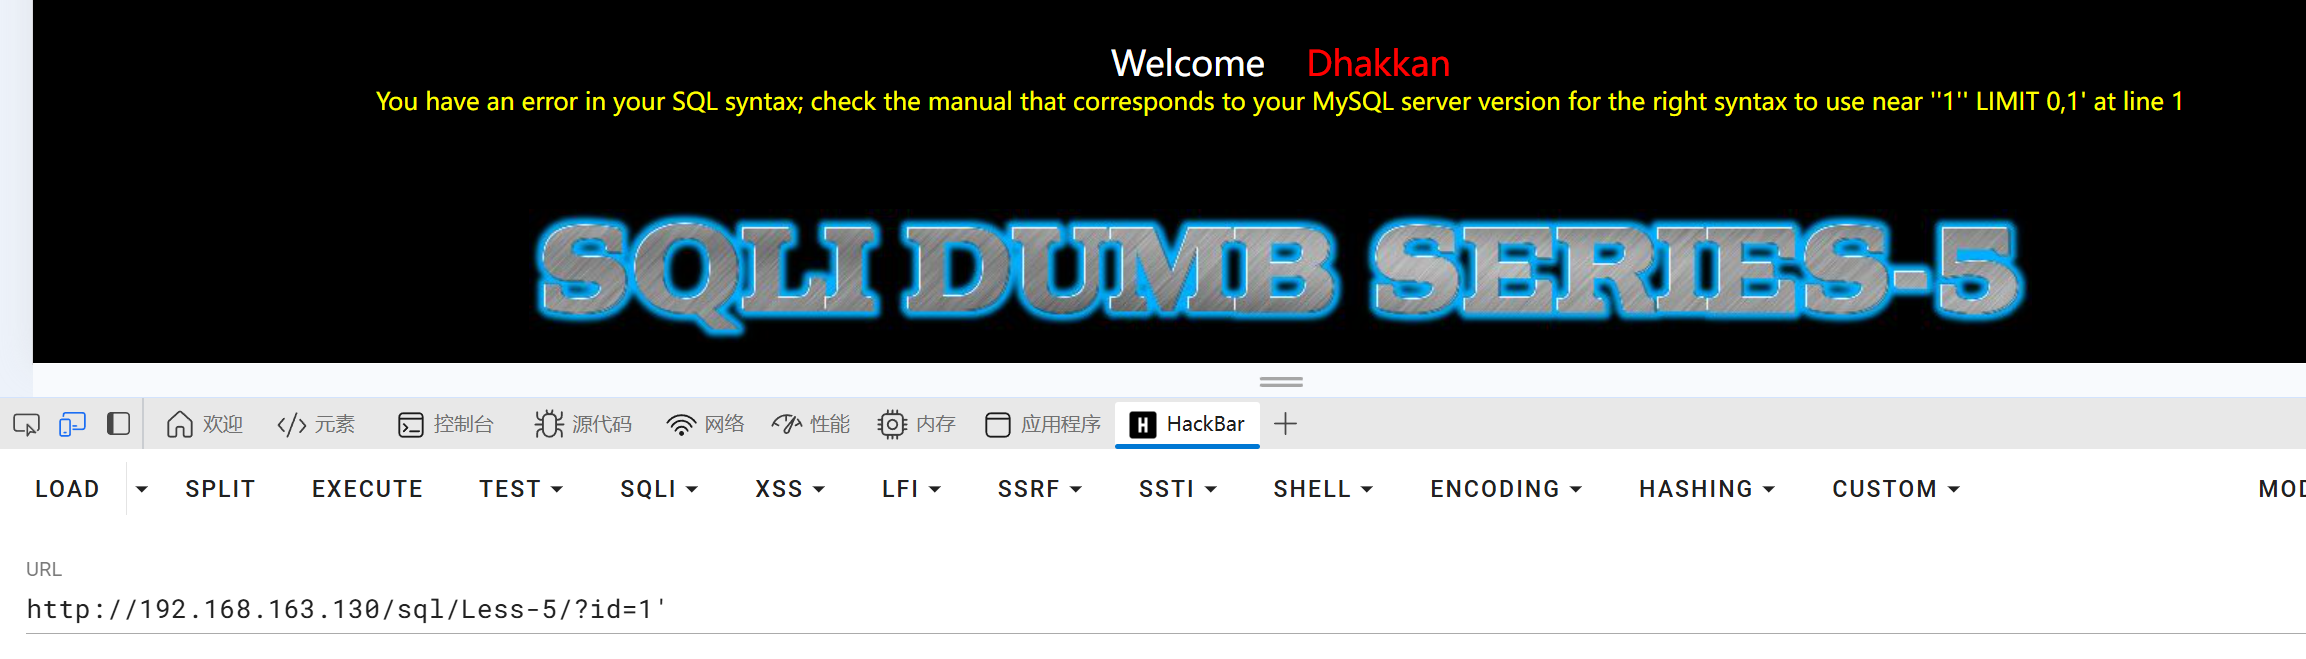 Welcome Dhakkan
You have an error in your SQL syntax; check the manual that corresponds to your MySQL server version for the right syntax to use near ''1'' LIMIT 0,1' at line 1
SQLI DUMB SERIES-5
欢迎 元素 控制台 源代码 网络 性能 内存 应用程序 HackBar
LOAD SPLIT EXECUTE TEST SQLI XSS LFI SSRF SSTI SHELL ENCODING HASHING CUSTOM MOD
URL
http://192.168.163.130/sql/Less-5/?id=1'